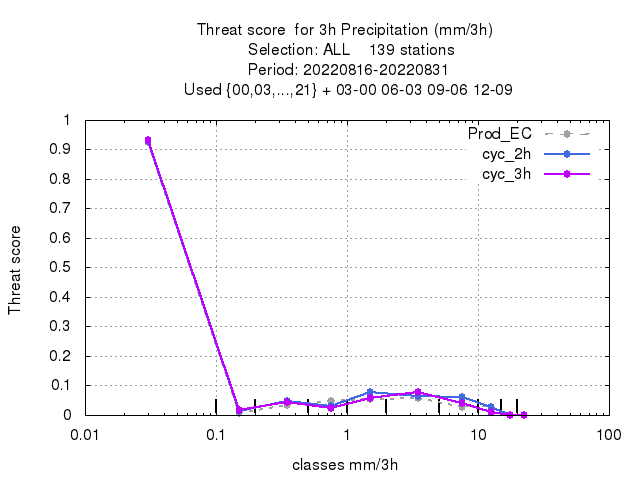 Threat score  for 3h Precipitation (mm/3h)
Selection: ALL    139 stations
Period: 20220816-20220831
Used {00,03,...,21} + 03-00 06-03 09-06 12-09
Prod_EC
cyc_2h
cyc_3h
1
0.9
0.8
0.7
0.6
0.5
0.4
0.3
0.2
0.1
0
Threat score
0.01 0.1 1 10 100
classes mm/3h